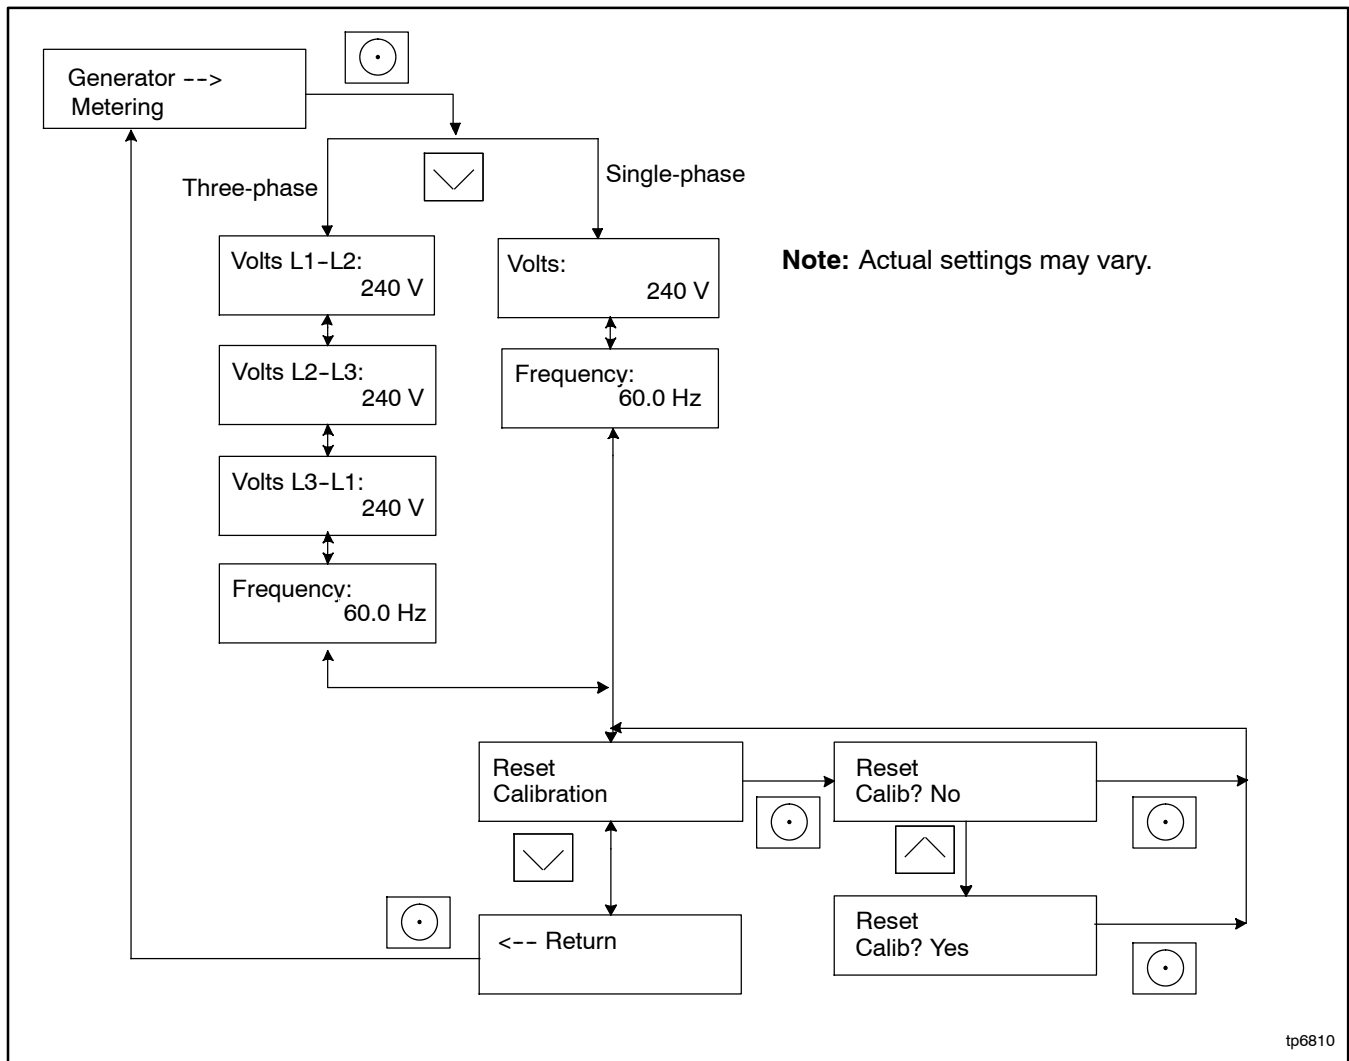 Generator -->
Metering
Three-phase
Single-phase
Volts L1-L2:
240 V
Volts:
240 V
Note: Actual settings may vary.
Volts L2-L3:
240 V
Frequency:
60.0 Hz
Volts L3-L1:
240 V
Frequency:
60.0 Hz
Reset
Calibration
Reset
Calib? No
<-- Return
Reset
Calib? Yes
tp6810